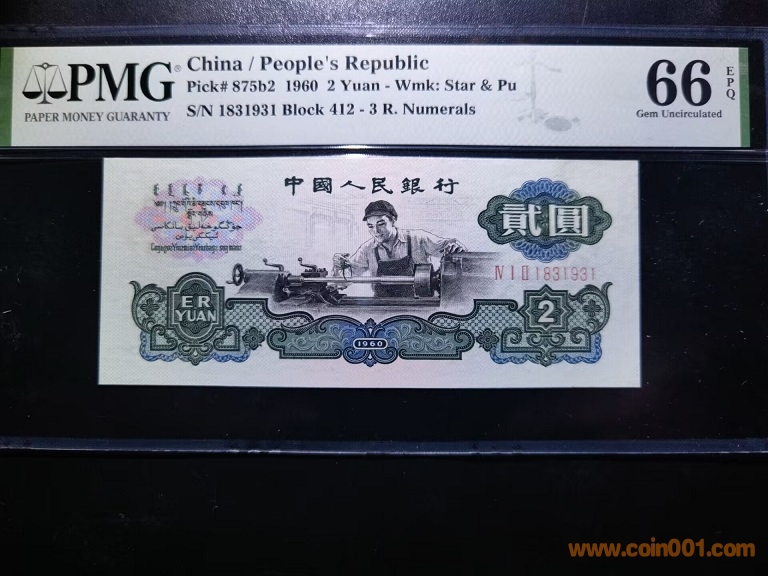 PMG
PAPER MONEY GUARANTY
China / People's Republic
Pick# 875b2 1960 2 Yuan - Wmk: Star & Pu
S/N 1831931 Block 412 - 3 R. Numerals
66 EPQ
Gem Uncirculated
中國人民銀行
貳圓
ⅣⅠⅡ1831931
ER
YUAN
1960
2
www.coin001.com